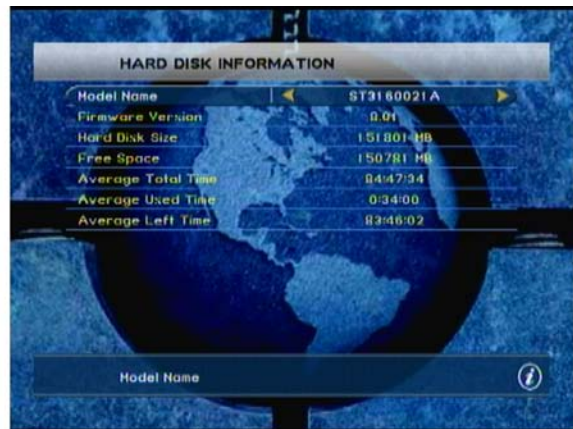 HARD DISK INFORMATION
Model Name ST3160021A
Firmware Version 8.01
Hard Disk Size 151801 MB
Free Space 150781 MB
Average Total Time 84:47:34
Average Used Time 0:34:00
Average Left Time 83:46:02
Model Name